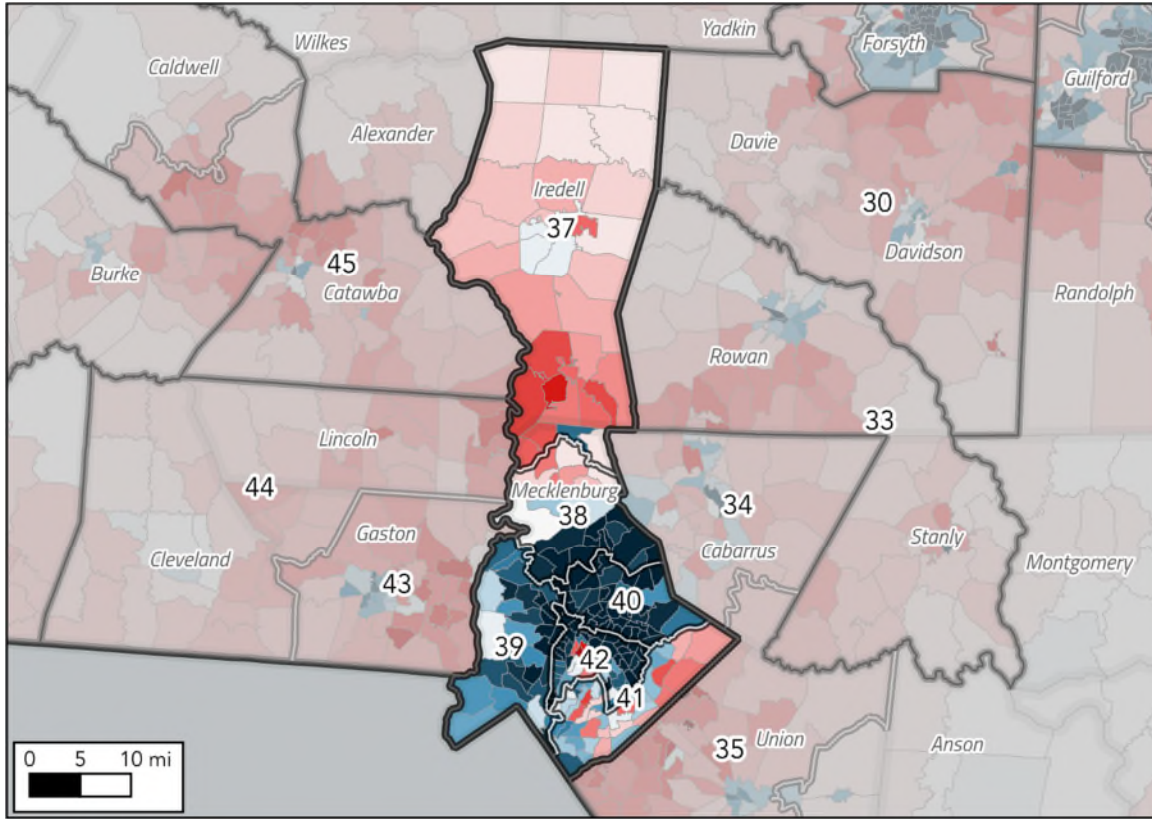 Yadkin
Wilkes
Forsyth
Caldwell
Guilford
Alexander
Davie
Iredell
30
37
Davidson
45
Burke
Catawba
Randolph
Rowan
33
Lincoln
44
Mecklenburg
34
38
Gaston
Stanly
Cleveland
Cabarrus
Montgomery
43
40
39
42
41
35 Union
Anson
0 5 10 mi